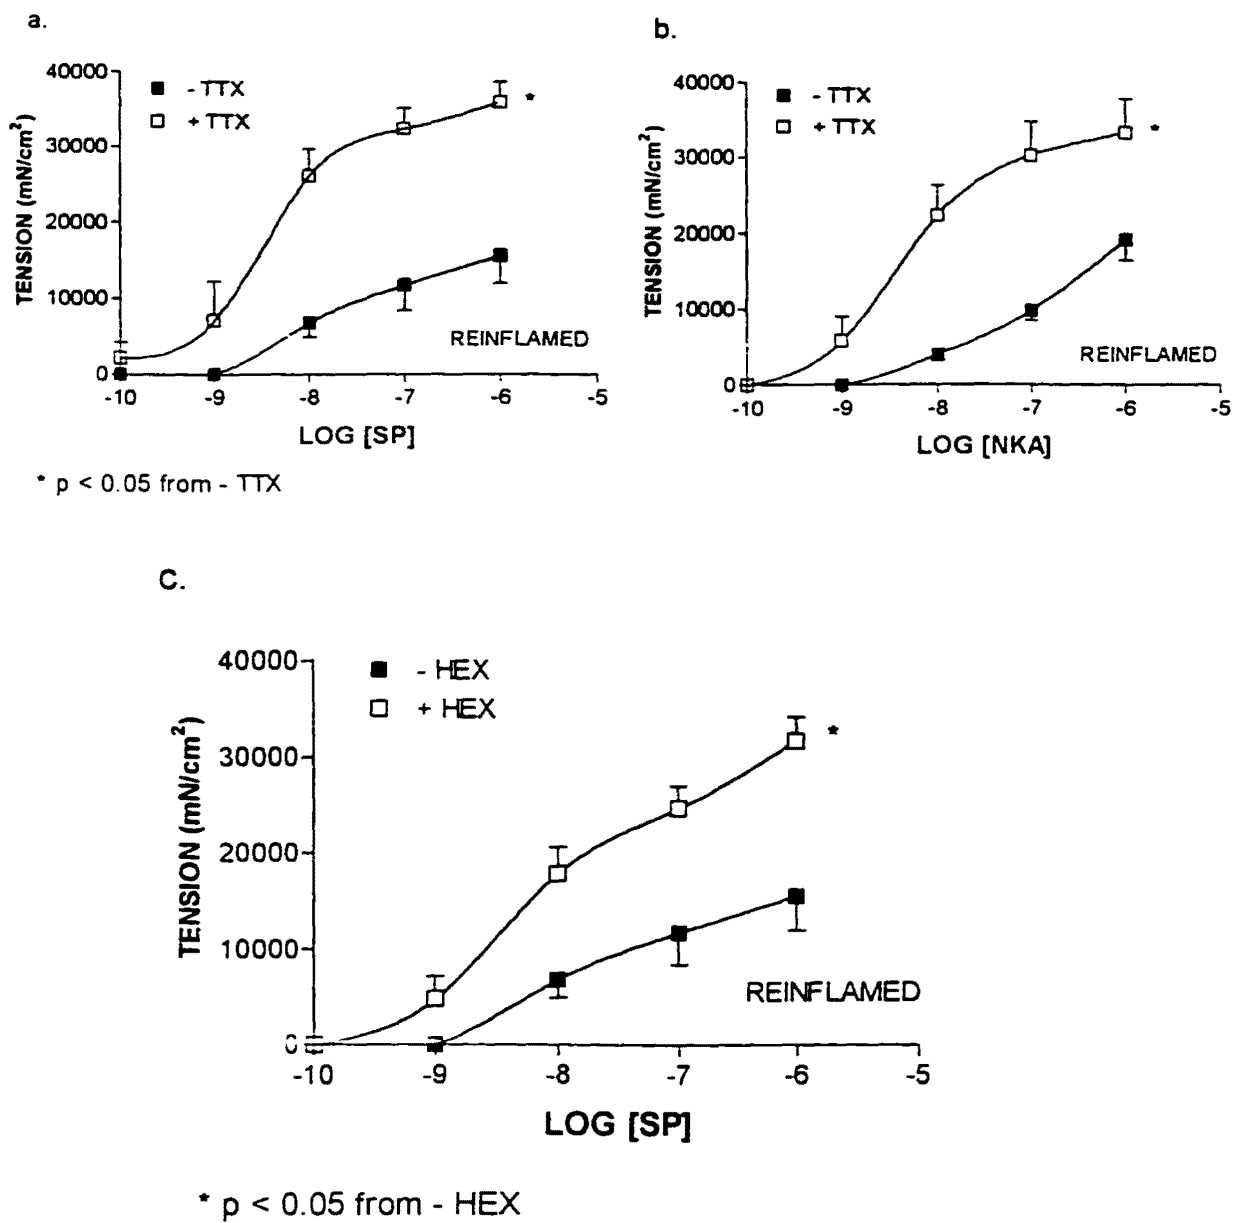 a.
40000
30000
20000
10000
0
TENSION (mN/cm²)
- TTX
+ TTX
*
REINFLAMED
-10 -9 -8 -7 -6 -5
LOG [SP]
* p < 0.05 from - TTX
b.
40000
30000
20000
10000
0
TENSION (mN/cm²)
- TTX
+ TTX
*
REINFLAMED
-10 -9 -8 -7 -6 -5
LOG [NKA]
C.
40000
30000
20000
10000
0
TENSION (mN/cm²)
- HEX
+ HEX
*
REINFLAMED
-10 -9 -8 -7 -6 -5
LOG [SP]
* p < 0.05 from - HEX